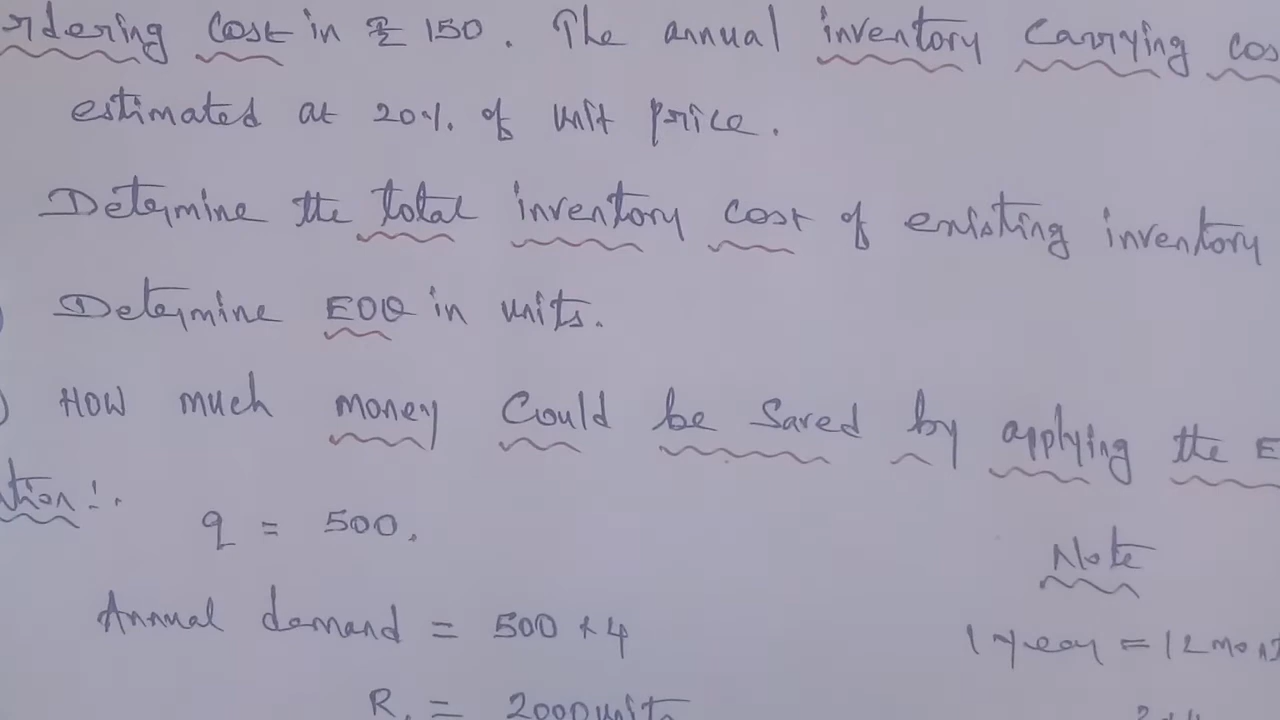 rdering cost in ₹ 150. The annual inventory carrying cos
estimated at 20%. of unit price.
Determine the total inventory cost of existing inventory
Determine EOQ in units.
) How much money could be saved by applying the E
tion:.
q = 500.
Note
Annual demand = 500 × 4
1 year = 12 mon
R. = 2000 units